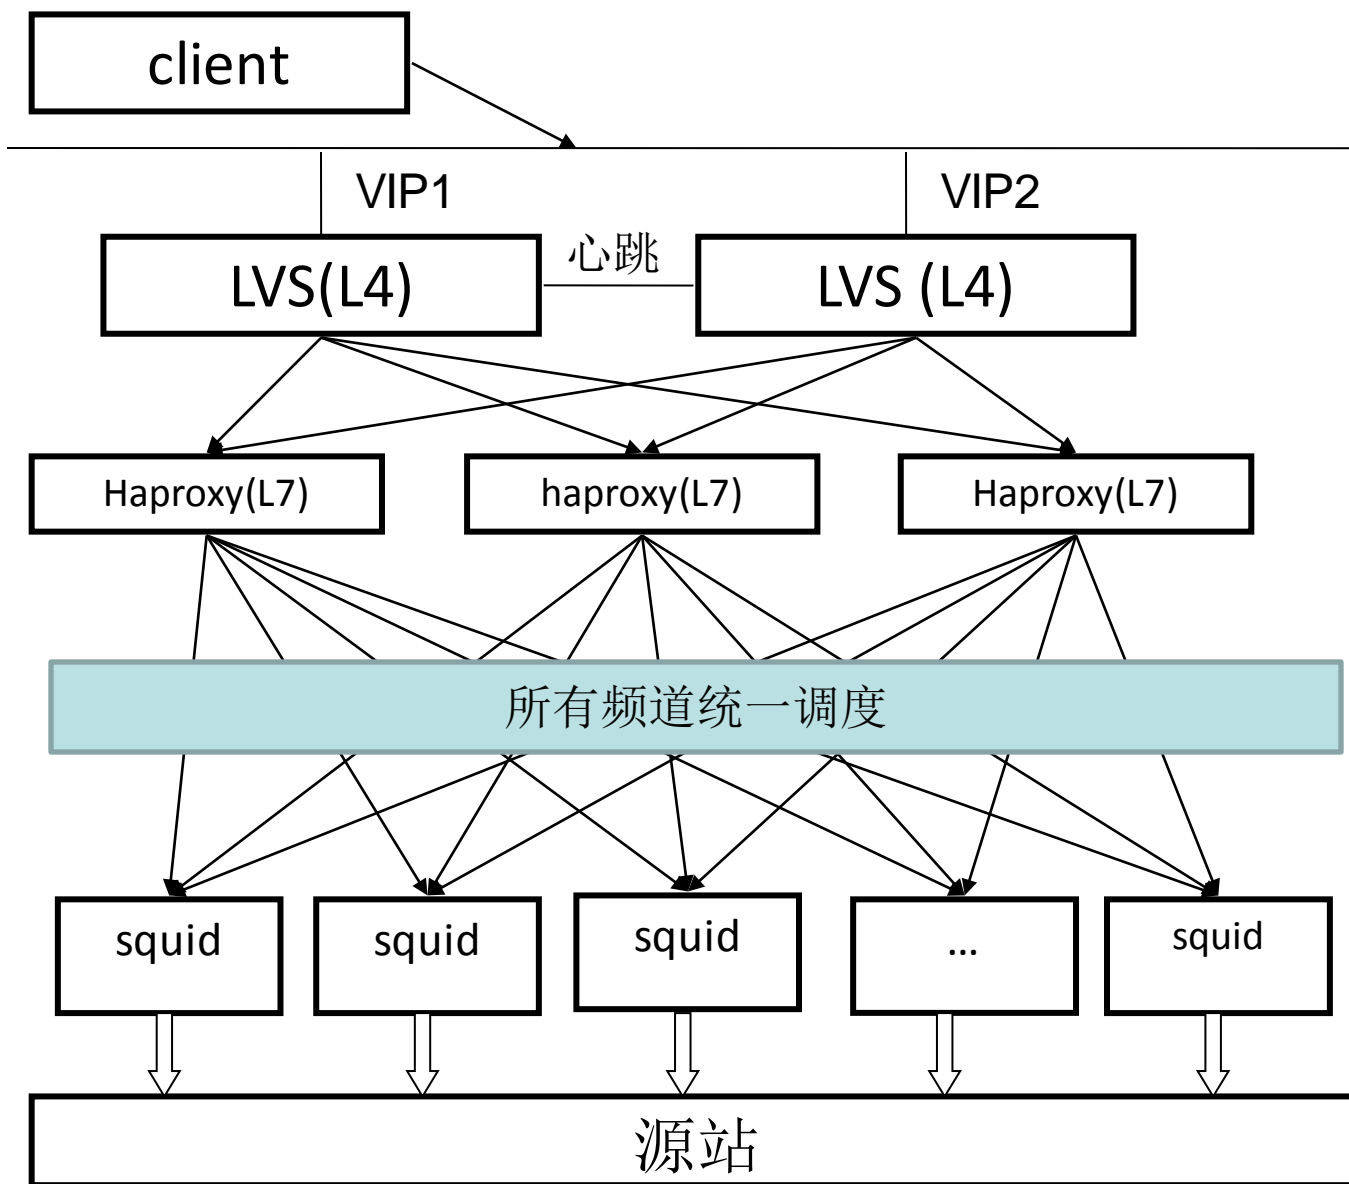 client
VIP1
VIP2
心跳
LVS(L4)
LVS (L4)
Haproxy(L7)
haproxy(L7)
Haproxy(L7)
所有频道统一调度
squid
squid
squid
...
squid
源站